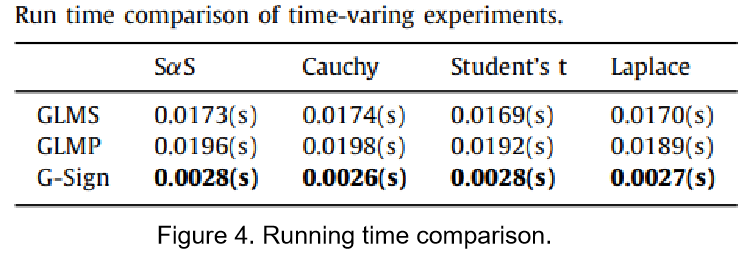 Run time comparison of time-varing experiments.
SαS Cauchy Student's t Laplace
GLMS 0.0173(s) 0.0174(s) 0.0169(s) 0.0170(s)
GLMP 0.0196(s) 0.0198(s) 0.0192(s) 0.0189(s)
G-Sign 0.0028(s) 0.0026(s) 0.0028(s) 0.0027(s)
Figure 4. Running time comparison.